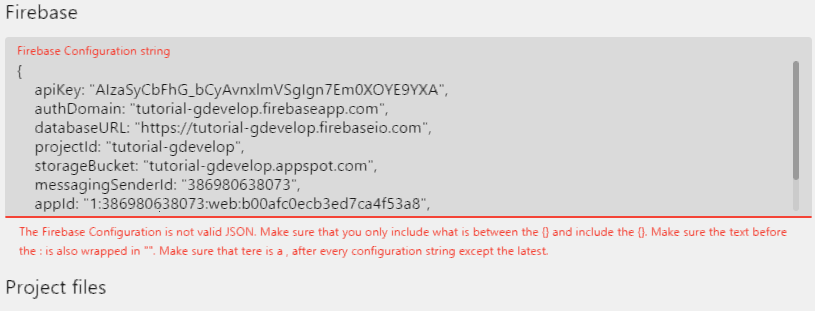 Firebase
Firebase Configuration string
{
apiKey: "AIzaSyCbFhG_bCyAvnxlmVSgIgn7Em0XOYE9YXA",
authDomain: "tutorial-gdevelop.firebaseapp.com",
databaseURL: "https://tutorial-gdevelop.firebaseio.com",
projectId: "tutorial-gdevelop",
storageBucket: "tutorial-gdevelop.appspot.com",
messagingSenderId: "386980638073",
appId: "1:386980638073:web:b00afc0ecb3ed7ca4f53a8",
The Firebase Configuration is not valid JSON. Make sure that you only include what is between the {} and include the {}. Make sure the text before
the : is also wrapped in "". Make sure that tere is a , after every configuration string except the latest.
Project files